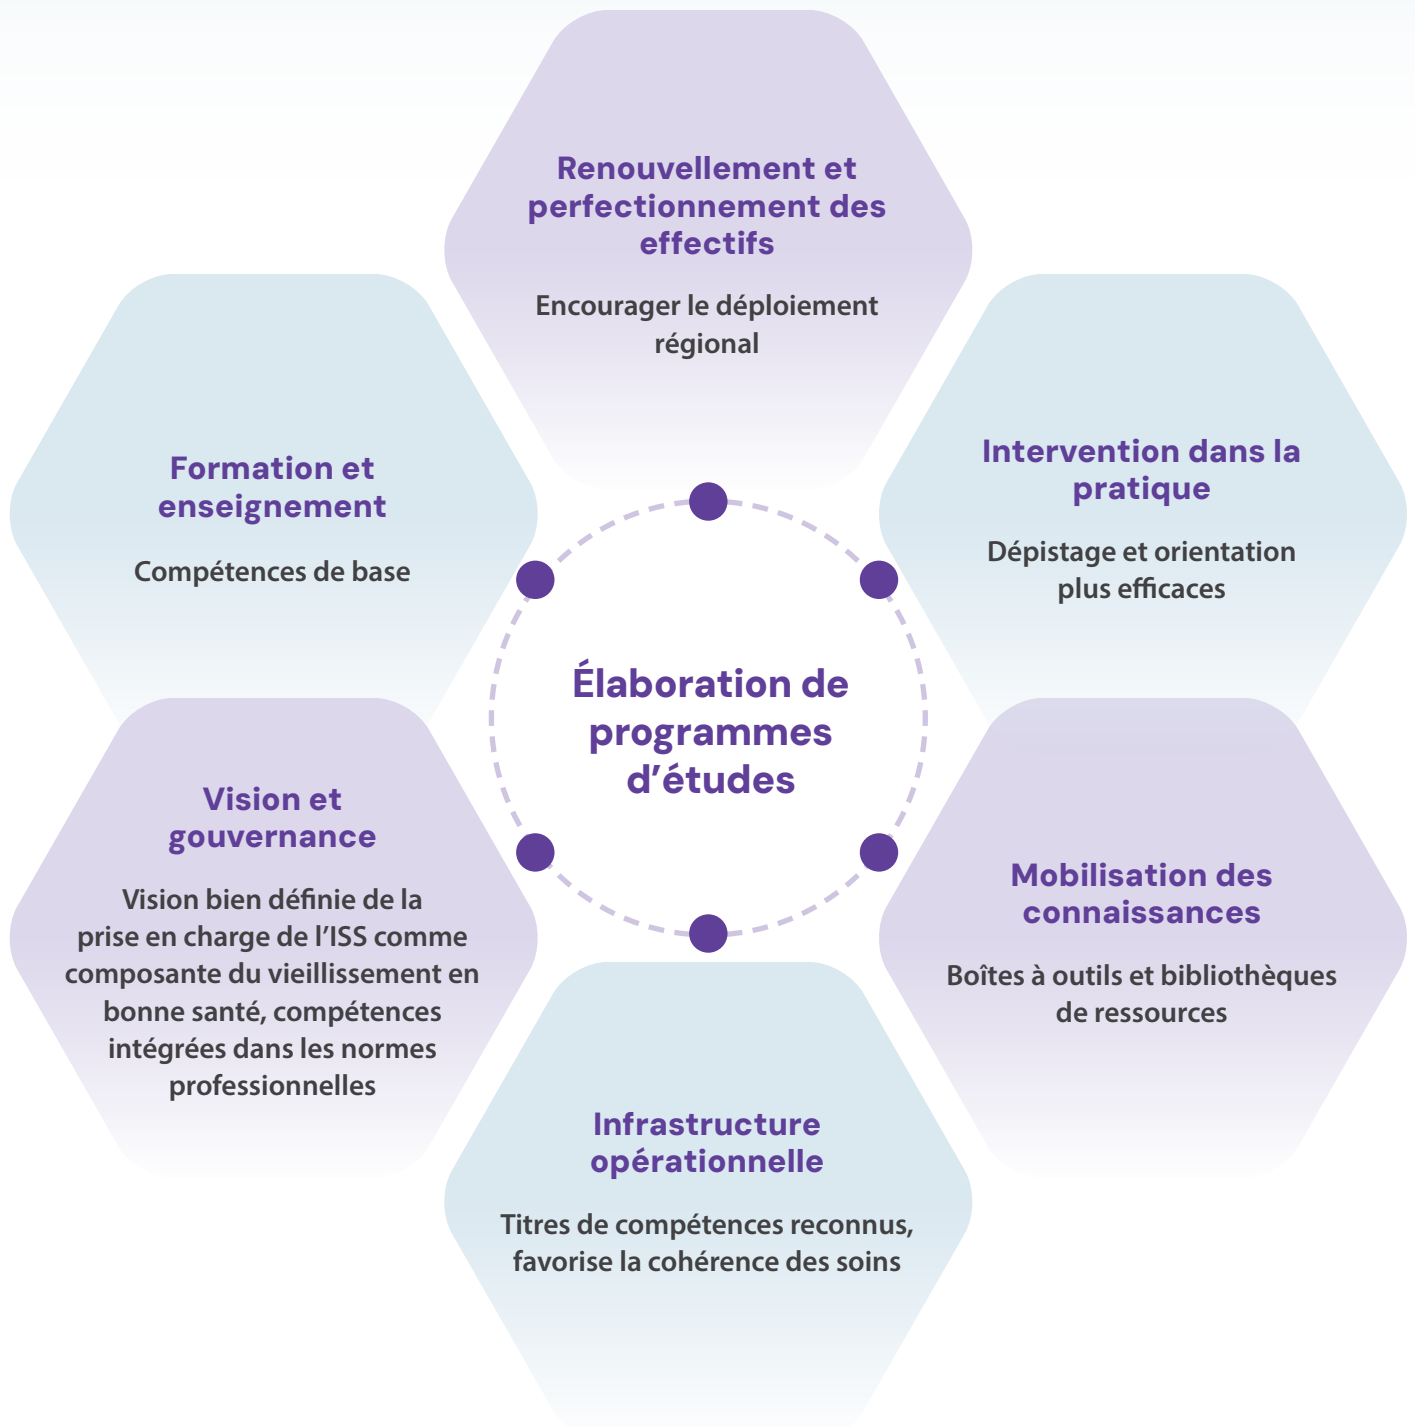 Renouvellement et
perfectionnement des
effectifs
Encourager le déploiement
régional
Formation et
enseignement
Compétences de base
Intervention dans la
pratique
Dépistage et orientation
plus efficaces
Élaboration de
programmes
d’études
Vision et
gouvernance
Vision bien définie de la
prise en charge de l’ISS comme
composante du vieillissement en
bonne santé, compétences
intégrées dans les normes
professionnelles
Mobilisation des
connaissances
Boîtes à outils et bibliothèques
de ressources
Infrastructure
opérationnelle
Titres de compétences reconnus,
favorise la cohérence des soins